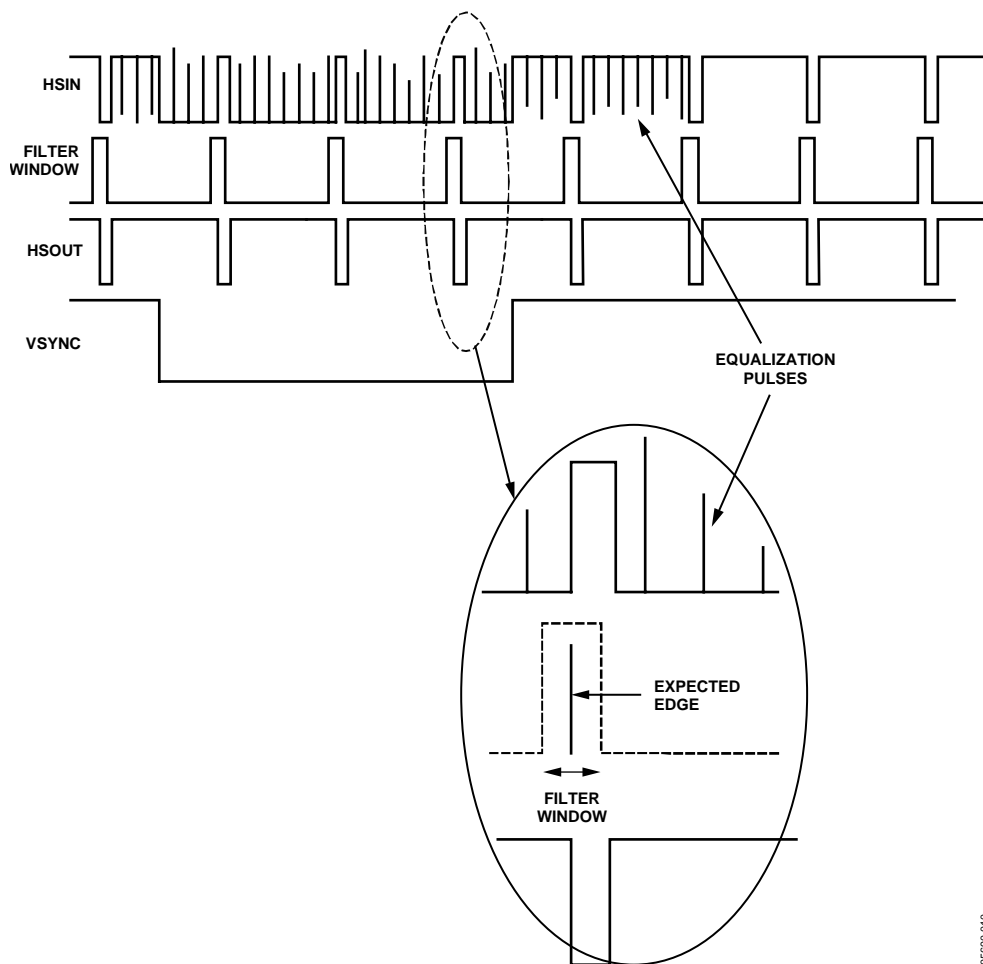 HSIN
FILTER
WINDOW
HSOUT
VSYNC
EQUALIZATION
PULSES
EXPECTED
EDGE
FILTER
WINDOW